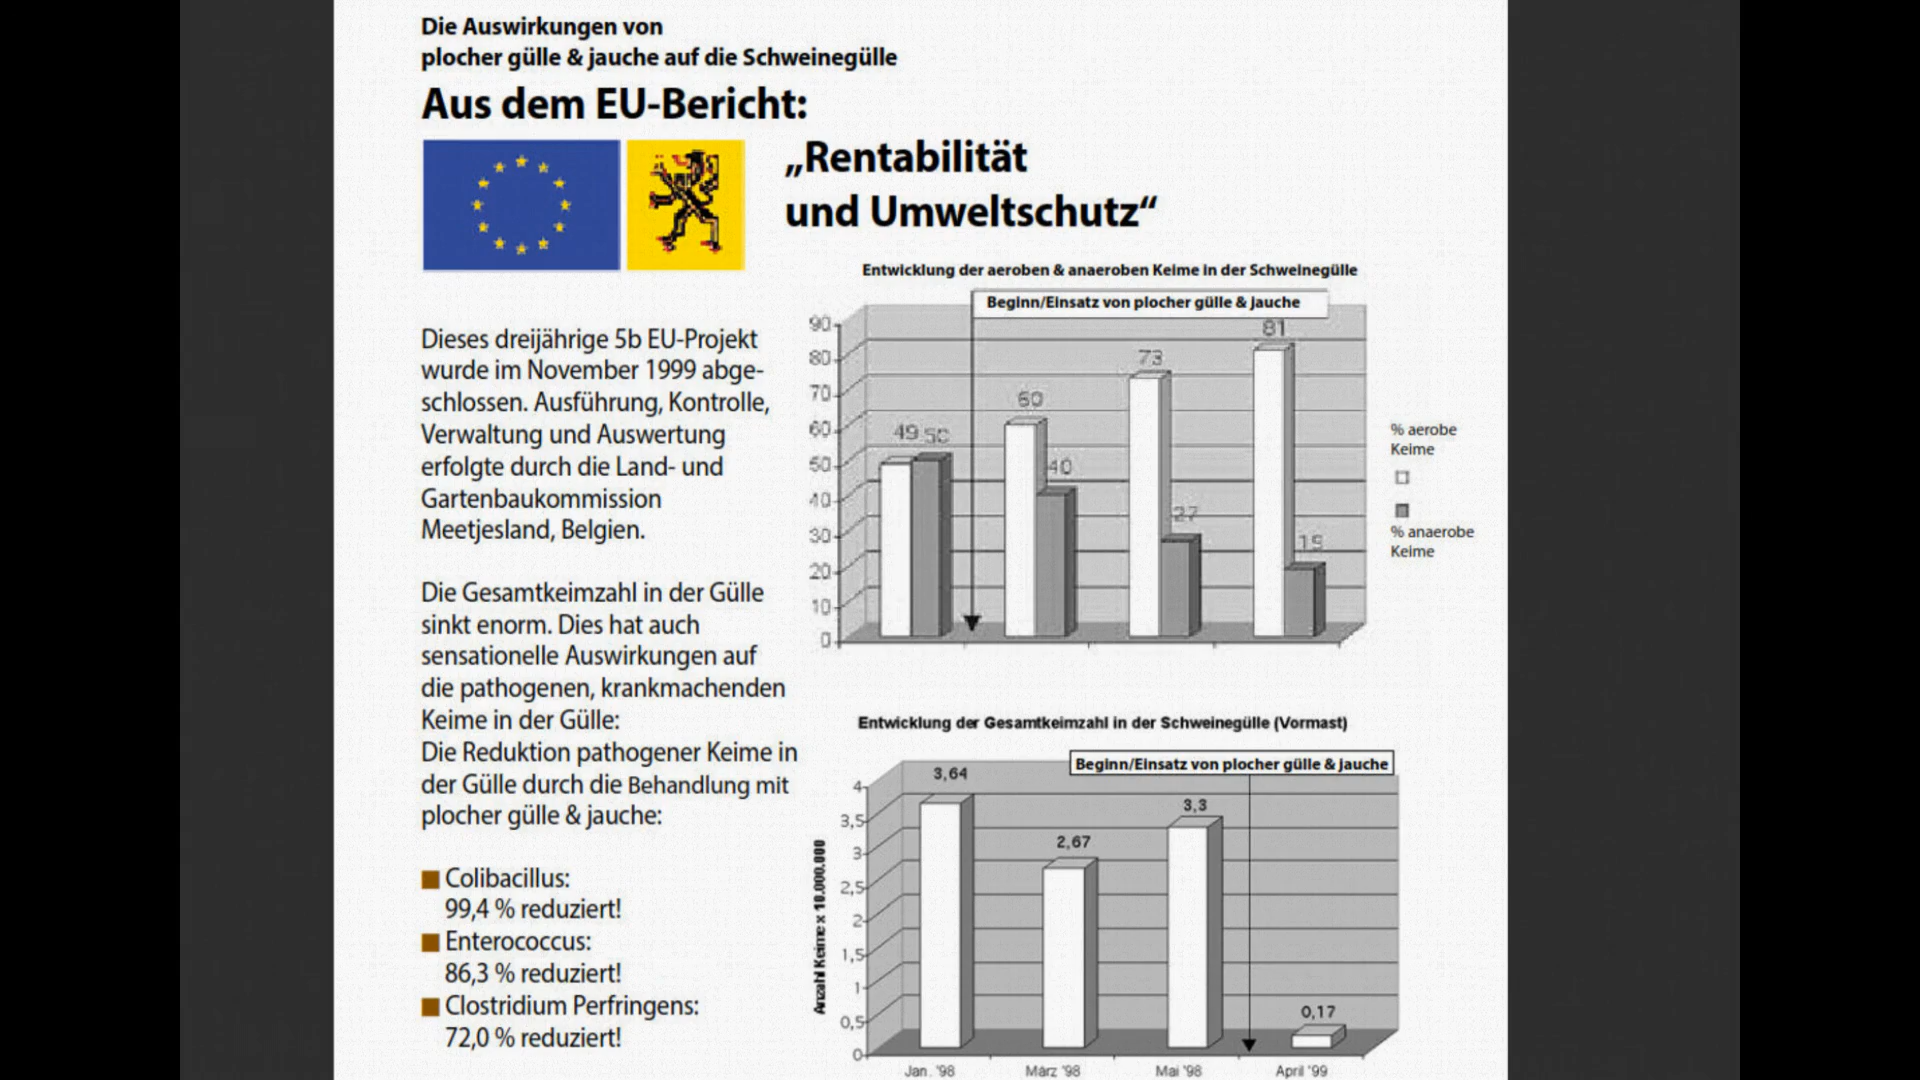 Die Auswirkungen von
plocher gülle & jauche auf die Schweinegülle
Aus dem EU-Bericht:
„Rentabilität
und Umweltschutz“
Dieses dreijährige 5b EU-Projekt
wurde im November 1999 abge-
schlossen. Ausführung, Kontrolle,
Verwaltung und Auswertung
erfolgte durch die Land- und
Gartenbaukommission
Meetjesland, Belgien.
Die Gesamtkeimzahl in der Gülle
sinkt enorm. Dies hat auch
sensationelle Auswirkungen auf
die pathogenen, krankmachenden
Keime in der Gülle:
Die Reduktion pathogener Keime in
der Gülle durch die Behandlung mit
plocher gülle & jauche:
Colibacillus:
99,4 % reduziert!
Enterococcus:
86,3 % reduziert!
Clostridium Perfringens:
72,0 % reduziert!
Entwicklung der aeroben & anaeroben Keime in der Schweinegülle
Beginn/Einsatz von plocher gülle & jauche
90
80
70
60
50
40
30
20
10
0
49 50
60
40
73
27
81
% aerobe
Keime
% anaerobe
Keime
Entwicklung der Gesamtkeimzahl in der Schweinegülle (Vormast)
Beginn/Einsatz von plocher gülle & jauche
Anzahl Keime x 10.000.000
4
3,5
3
2,5
2
1,5
1
0,5
0
3,64
2,67
3,3
0,17
Jan. '98
März '98
Mai '98
April '99